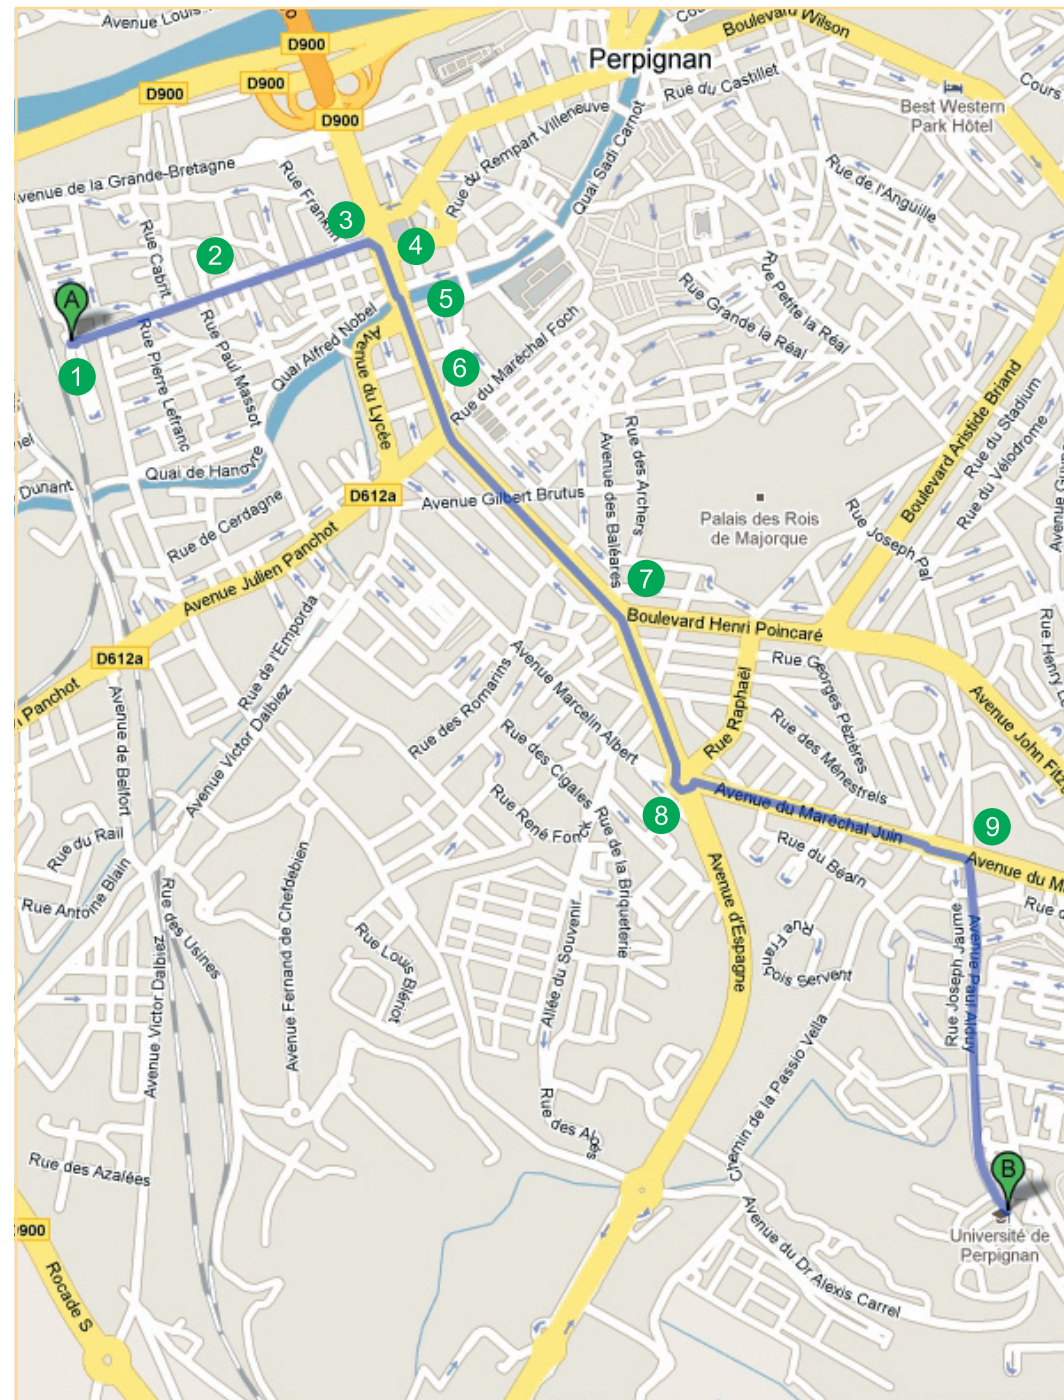 Avenue Louis
D900
Boulevard Wilson
Perpignan
D900
D900
D900
Rue du Castillet
Cours
Best Western
Park Hôtel
Avenue de la Grande-Bretagne
Rue Franklin
Rue du Rempart Villeneuve
Quai Sadi Carnot
Rue de l'Anguille
3
4
2
Rue Cabrit
Rue Petite la Réal
Rue Grande la Réal
A
5
1
Rue Pierre Lefranc
Rue Paul Massot
Quai Alfred Nobel
Avenue du Lycée
6
Rue du Maréchal Foch
Boulevard Aristide Briand
Rue du Stadium
Rue du Vélodrome
Quai de Hanovre
Dunant
D612a
Avenue Gilbert Brutus
Rue des Archers
Avenue des Baléares
Palais des Rois
de Majorque
Rue Joseph Pal
Rue de Cerdagne
Avenue Julien Panchot
7
Boulevard Henri Poincaré
Rue Henry
D612a
Panchot
Rue de l'Emporda
Avenue Victor Dalbiez
Avenue de Belfort
Rue des Romarins
Avenue Marcelin Albert
Rue Raphaël
Rue Georges Pézières
Rue des Ménestrels
Avenue John Fitz
Rue des Cigales
Rue René Fonck
Rue de la Briqueterie
8
Avenue du Maréchal Juin
9
Avenue du M
Rue du Béarn
Rue du Rail
Rue Antoine Blain
Rue des Usines
Avenue Victor Dalbiez
Avenue Fernand de Chefdebien
Rue Louis Blériot
Allée du Souvenir
Avenue d'Espagne
Rue François Servent
Rue Joseph Jaume
Avenue Paul Alduy
Rue d
Chemin de la Passio Vella
Rue des Aloès
Rue des Azalées
B
Université de
Perpignan
Avenue du Dr Alexis Carrel
D900
Rocade S